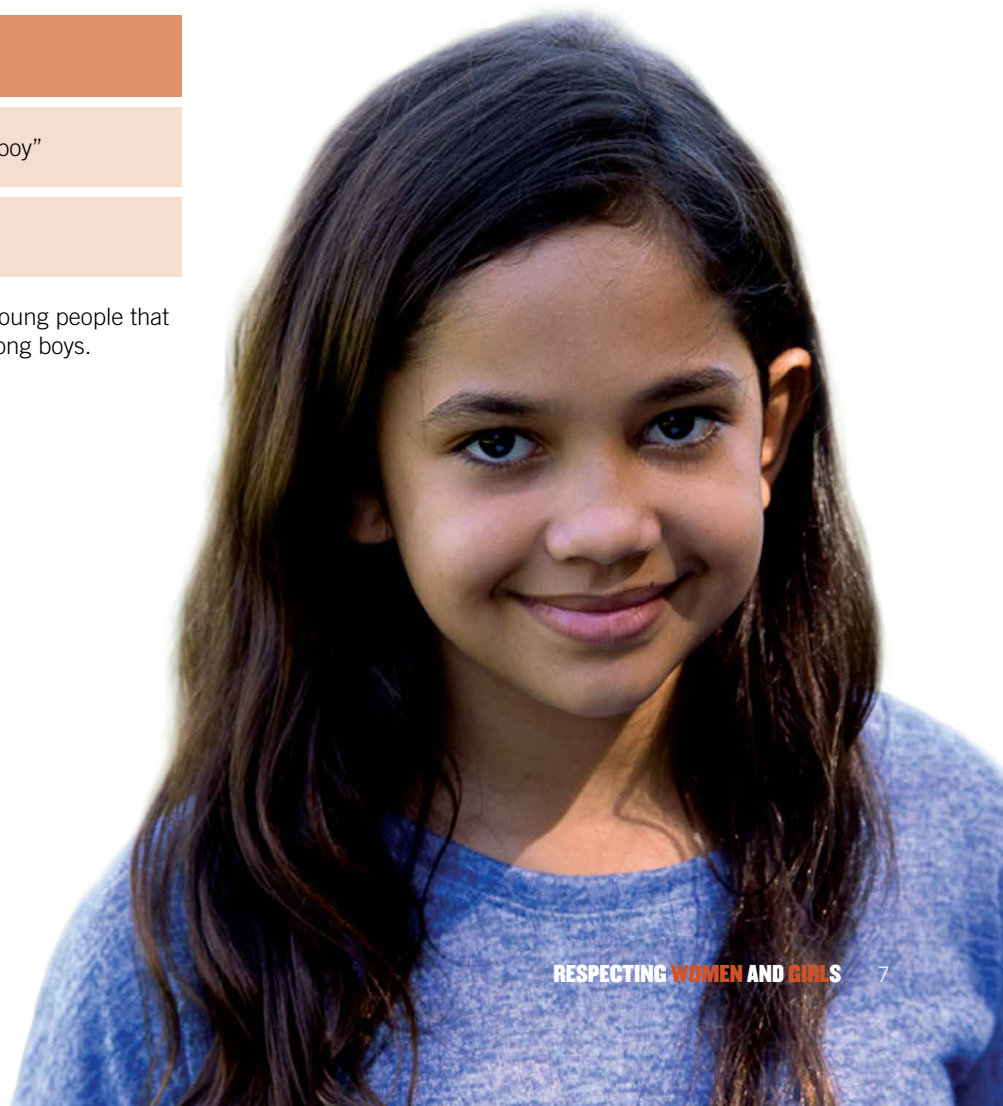 boy”
oung people that
ong boys.
RESPECTING WOMEN AND GIRLS 7